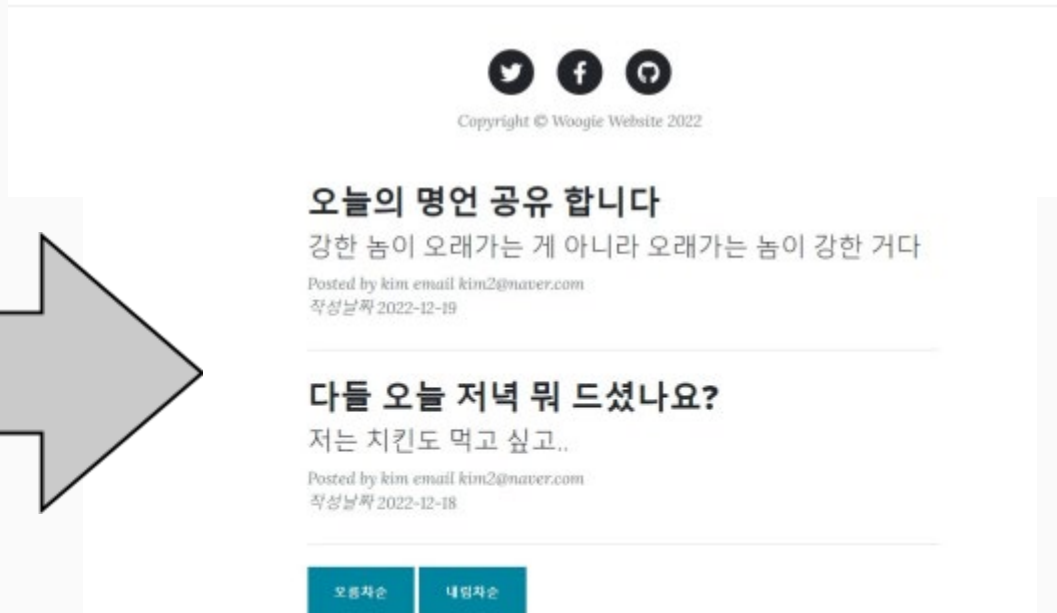 Copyright © Woogie Website 2022
오늘의 명언 공유 합니다
강한 놈이 오래가는 게 아니라 오래가는 놈이 강한 거다
Posted by kim email kim2@naver.com
작성날짜 2022-12-19
다들 오늘 저녁 뭐 드셨나요?
저는 치킨도 먹고 싶고..
Posted by kim email kim2@naver.com
작성날짜 2022-12-18
오름차순 내림차순